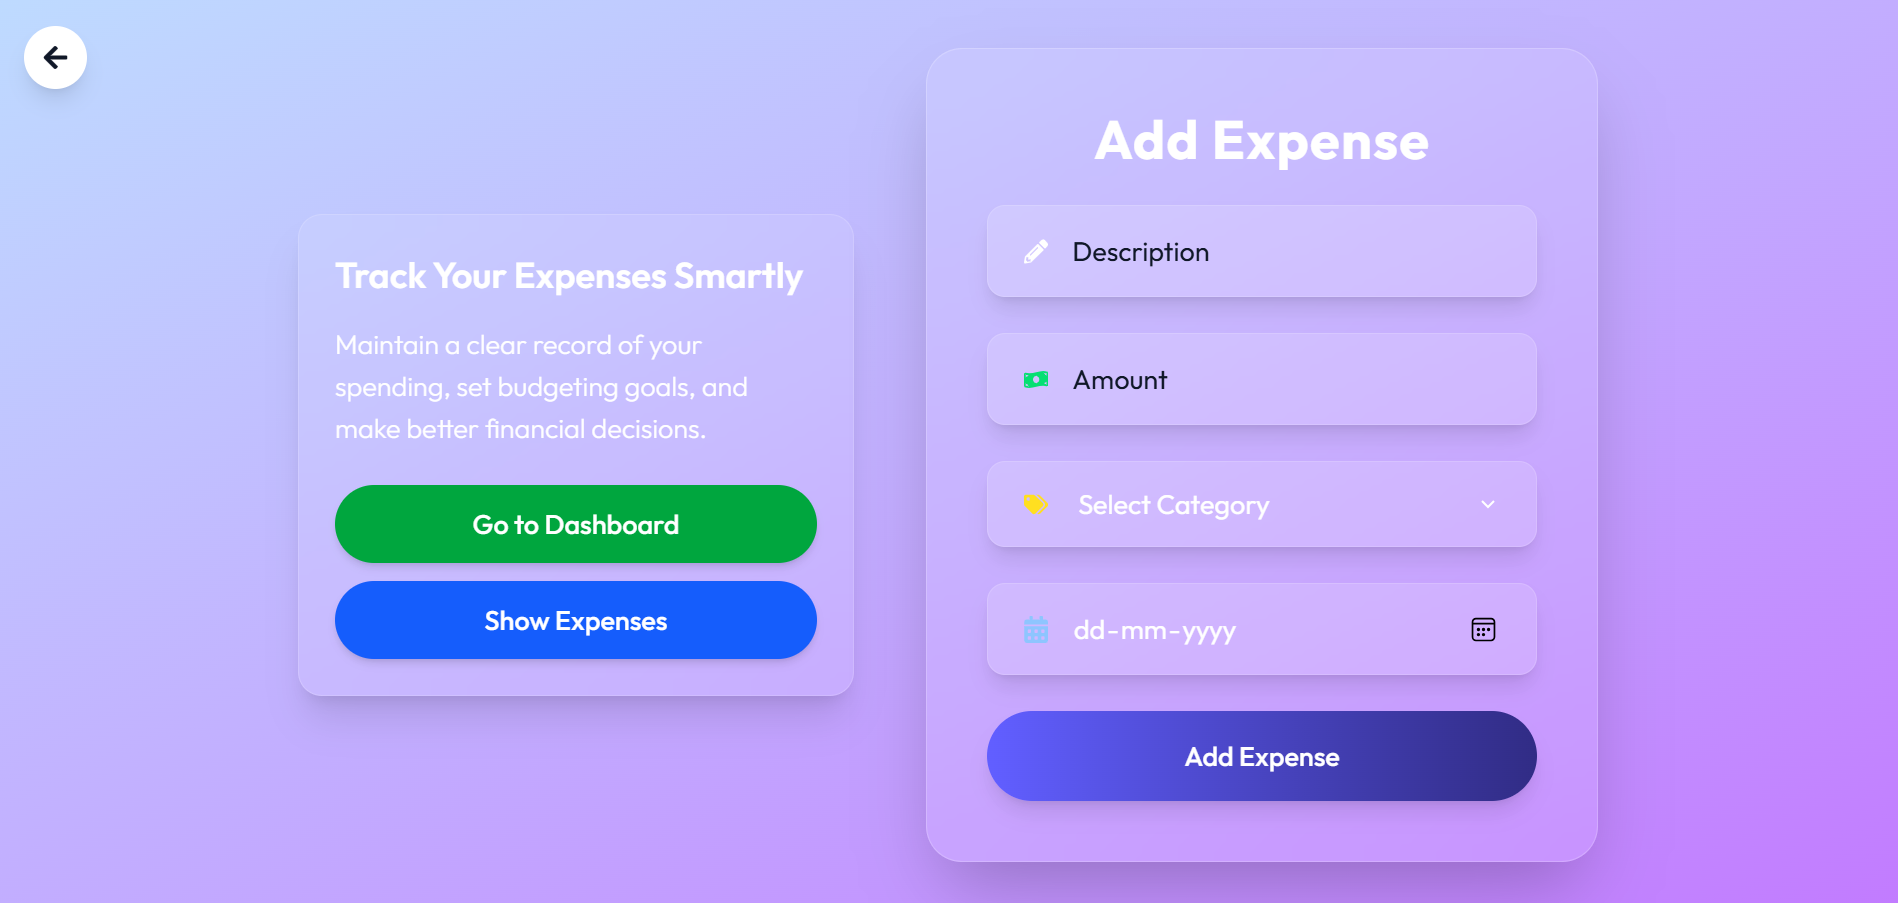 Track Your Expenses Smartly
Maintain a clear record of your
spending, set budgeting goals, and
make better financial decisions.
Go to Dashboard
Show Expenses
Add Expense
Description
Amount
Select Category
dd-mm-yyyy
Add Expense